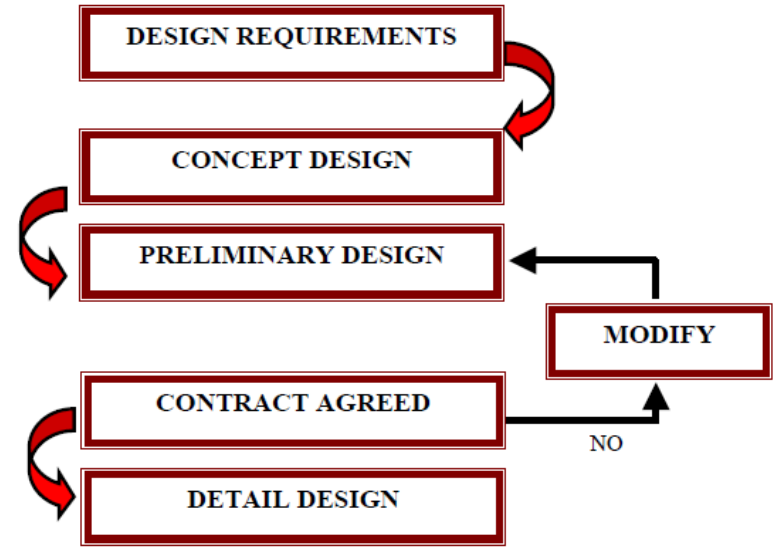 DESIGN REQUIREMENTS
CONCEPT DESIGN
PRELIMINARY DESIGN
MODIFY
CONTRACT AGREED
NO
DETAIL DESIGN